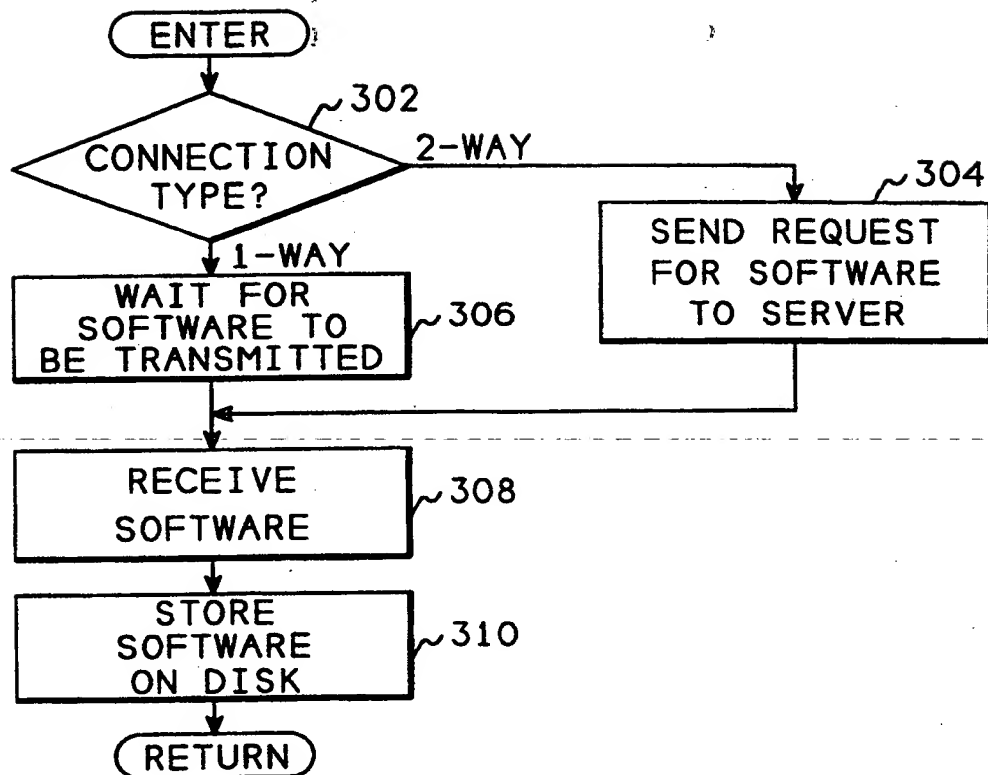 ENTER
302
CONNECTION
TYPE?
2-WAY
1-WAY
304
SEND REQUEST
FOR SOFTWARE
TO SERVER
WAIT FOR
SOFTWARE TO
BE TRANSMITTED
306
RECEIVE
SOFTWARE
308
STORE
SOFTWARE
ON DISK
310
RETURN